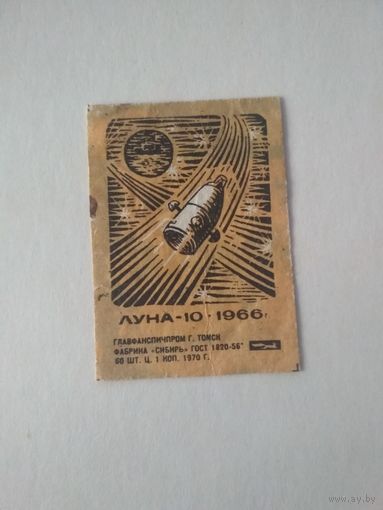 ЛУНА-10 • 1966г
ГЛАВФАНСПИЧПРОМ Г. ТОМСК
ФАБРИКА «СИБИРЬ» ГОСТ 1820-56*
60 ШТ. Ц. 1 КОП. 1970 Г.
www.ay.by